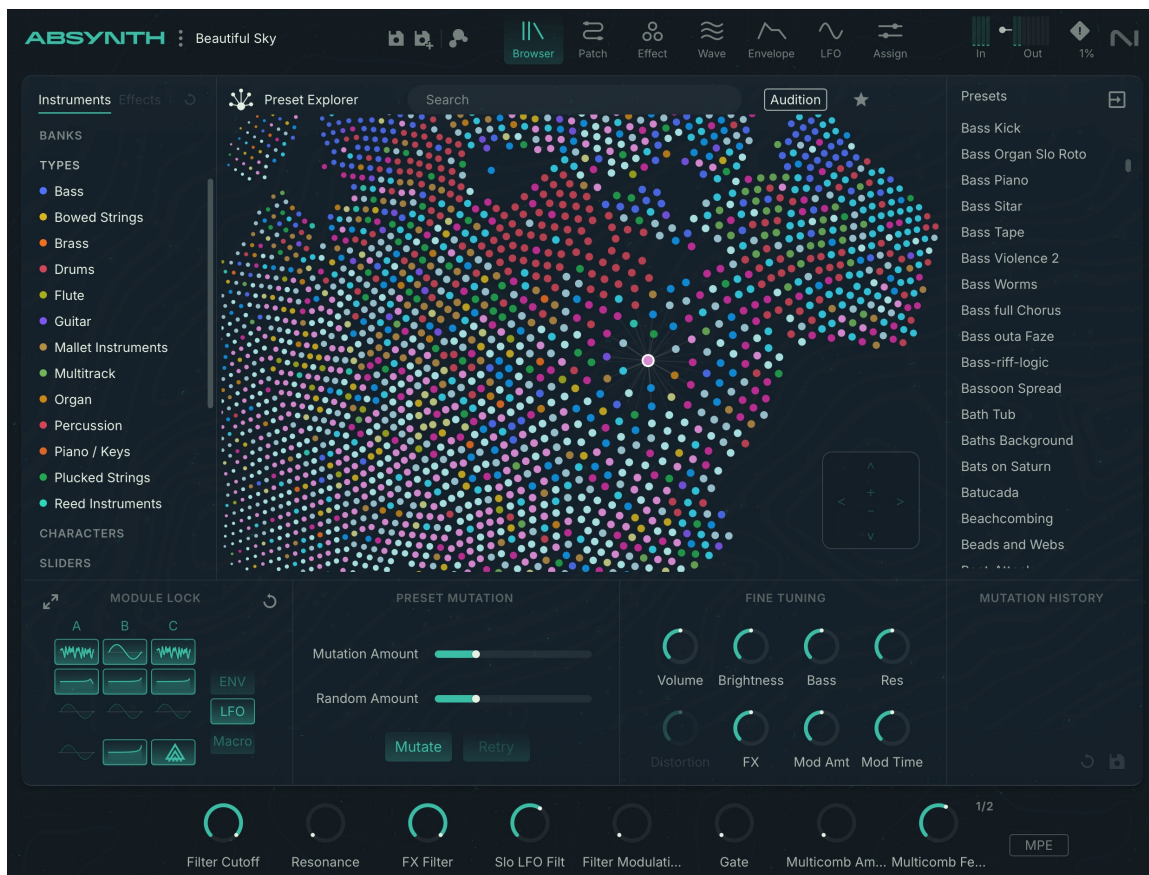 ABSYNTH
Beautiful Sky
Browser
Patch
Effect
Wave
Envelope
LFO
Assign
In
Out
1%
Instruments
Effects
Preset Explorer
Search
Audition
Presets
BANKS
TYPES
Bass
Bowed Strings
Brass
Drums
Flute
Guitar
Mallet Instruments
Multitrack
Organ
Percussion
Piano / Keys
Plucked Strings
Reed Instruments
CHARACTERS
SLIDERS
Bass Kick
Bass Organ Slo Roto
Bass Piano
Bass Sitar
Bass Tape
Bass Violence 2
Bass Worms
Bass full Chorus
Bass outa Faze
Bass-riff-logic
Bassoon Spread
Bath Tub
Baths Background
Bats on Saturn
Batucada
Beachcombing
Beads and Webs
MODULE LOCK
A B C
ENV
LFO
Macro
PRESET MUTATION
Mutation Amount
Random Amount
Mutate
Retry
FINE TUNING
Volume
Brightness
Bass
Res
Distortion
FX
Mod Amt
Mod Time
MUTATION HISTORY
Filter Cutoff
Resonance
FX Filter
Slo LFO Filt
Filter Modulati...
Gate
Multicomb Am...
Multicomb Fe...
1/2
MPE